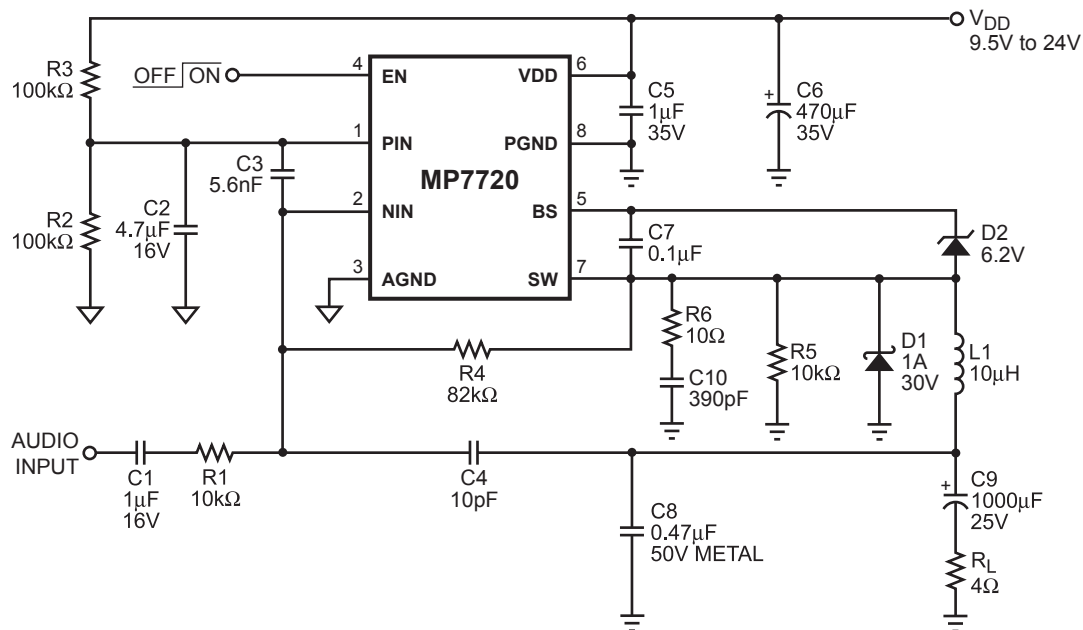 V_DD
9.5V to 24V
R3
100kΩ
OFF ON
4
EN
VDD
6
C5
1µF
35V
+
C6
470µF
35V
1
PIN
PGND
8
C3
5.6nF
MP7720
R2
100kΩ
C2
4.7µF
16V
2
NIN
BS
5
C7
0.1µF
D2
6.2V
3
AGND
SW
7
R6
10Ω
R4
82kΩ
C10
390pF
R5
10kΩ
D1
1A
30V
L1
10µH
AUDIO
INPUT
C1
1µF
16V
R1
10kΩ
C4
10pF
C8
0.47µF
50V METAL
+
C9
1000µF
25V
R_L
4Ω